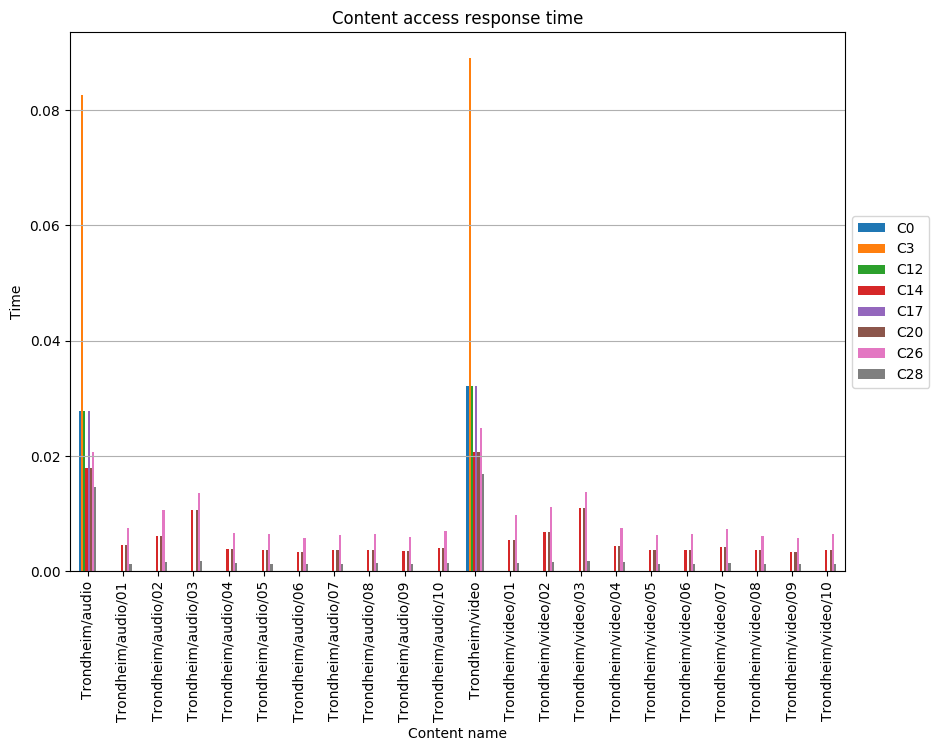 Content access response time
Time
0.08
0.06
0.04
0.02
0.00
C0
C3
C12
C14
C17
C20
C26
C28
Trondheim/audio
Trondheim/audio/01
Trondheim/audio/02
Trondheim/audio/03
Trondheim/audio/04
Trondheim/audio/05
Trondheim/audio/06
Trondheim/audio/07
Trondheim/audio/08
Trondheim/audio/09
Trondheim/audio/10
Trondheim/video
Trondheim/video/01
Trondheim/video/02
Trondheim/video/03
Trondheim/video/04
Trondheim/video/05
Trondheim/video/06
Trondheim/video/07
Trondheim/video/08
Trondheim/video/09
Trondheim/video/10
Content name